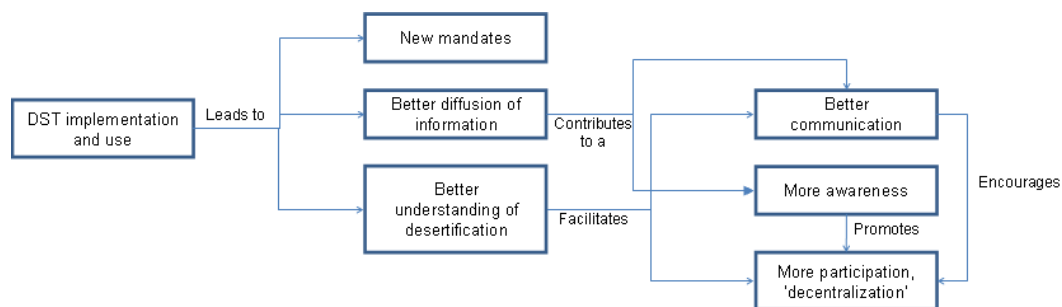 DST implementation
and use
Leads to
New mandates
Better diffusion of
information
Better
understanding of
desertification
Contributes
to a
Facilitates
Better
communication
More awareness
Promotes
More participation,
'decentralization'
Encourages